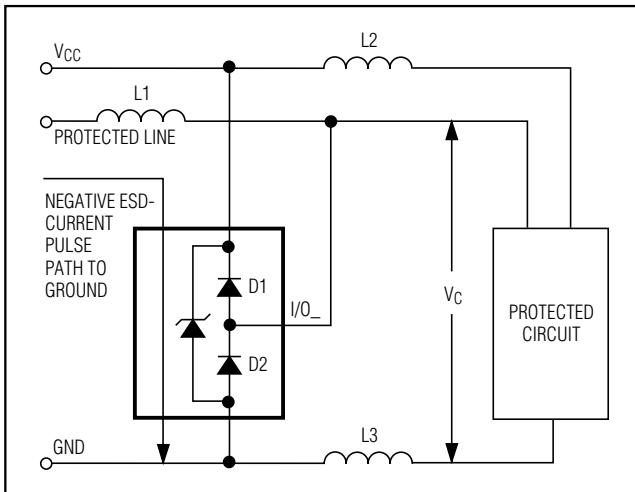 VCC
L2
L1
PROTECTED LINE
NEGATIVE ESD-
CURRENT
PULSE
PATH TO
GROUND
D1
I/O_
D2
VC
PROTECTED
CIRCUIT
GND
L3